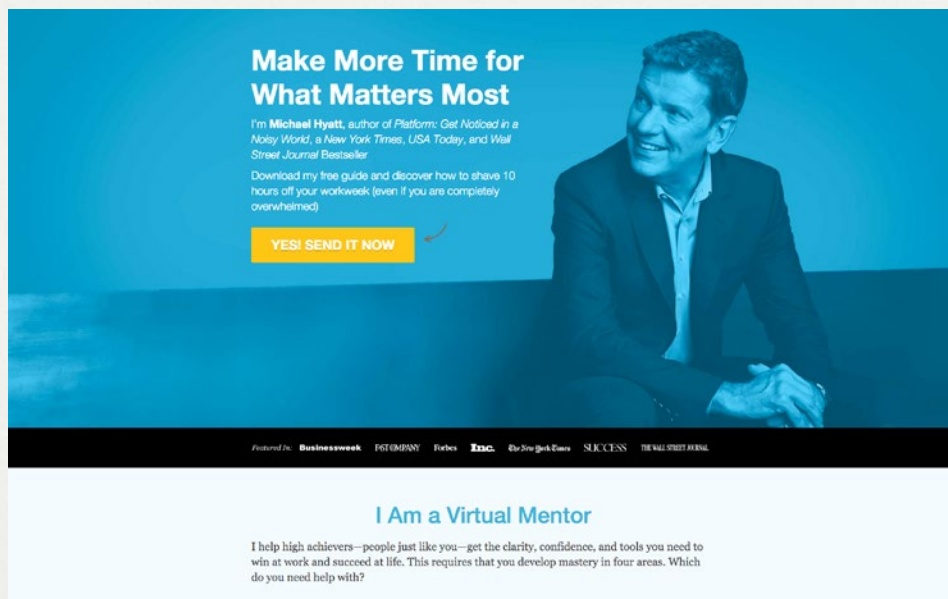 Make More Time for
What Matters Most
I'm Michael Hyatt, author of Platform: Get Noticed in a
Noisy World, a New York Times, USA Today, and Wall
Street Journal Bestseller
Download my free guide and discover how to shave 10
hours off your workweek (even if you are completely
overwhelmed)
YES! SEND IT NOW
Featured In: Businessweek FAST COMPANY Forbes Inc. The New York Times SUCCESS THE WALL STREET JOURNAL
I Am a Virtual Mentor
I help high achievers—people just like you—get the clarity, confidence, and tools you need to
win at work and succeed at life. This requires that you develop mastery in four areas. Which
do you need help with?